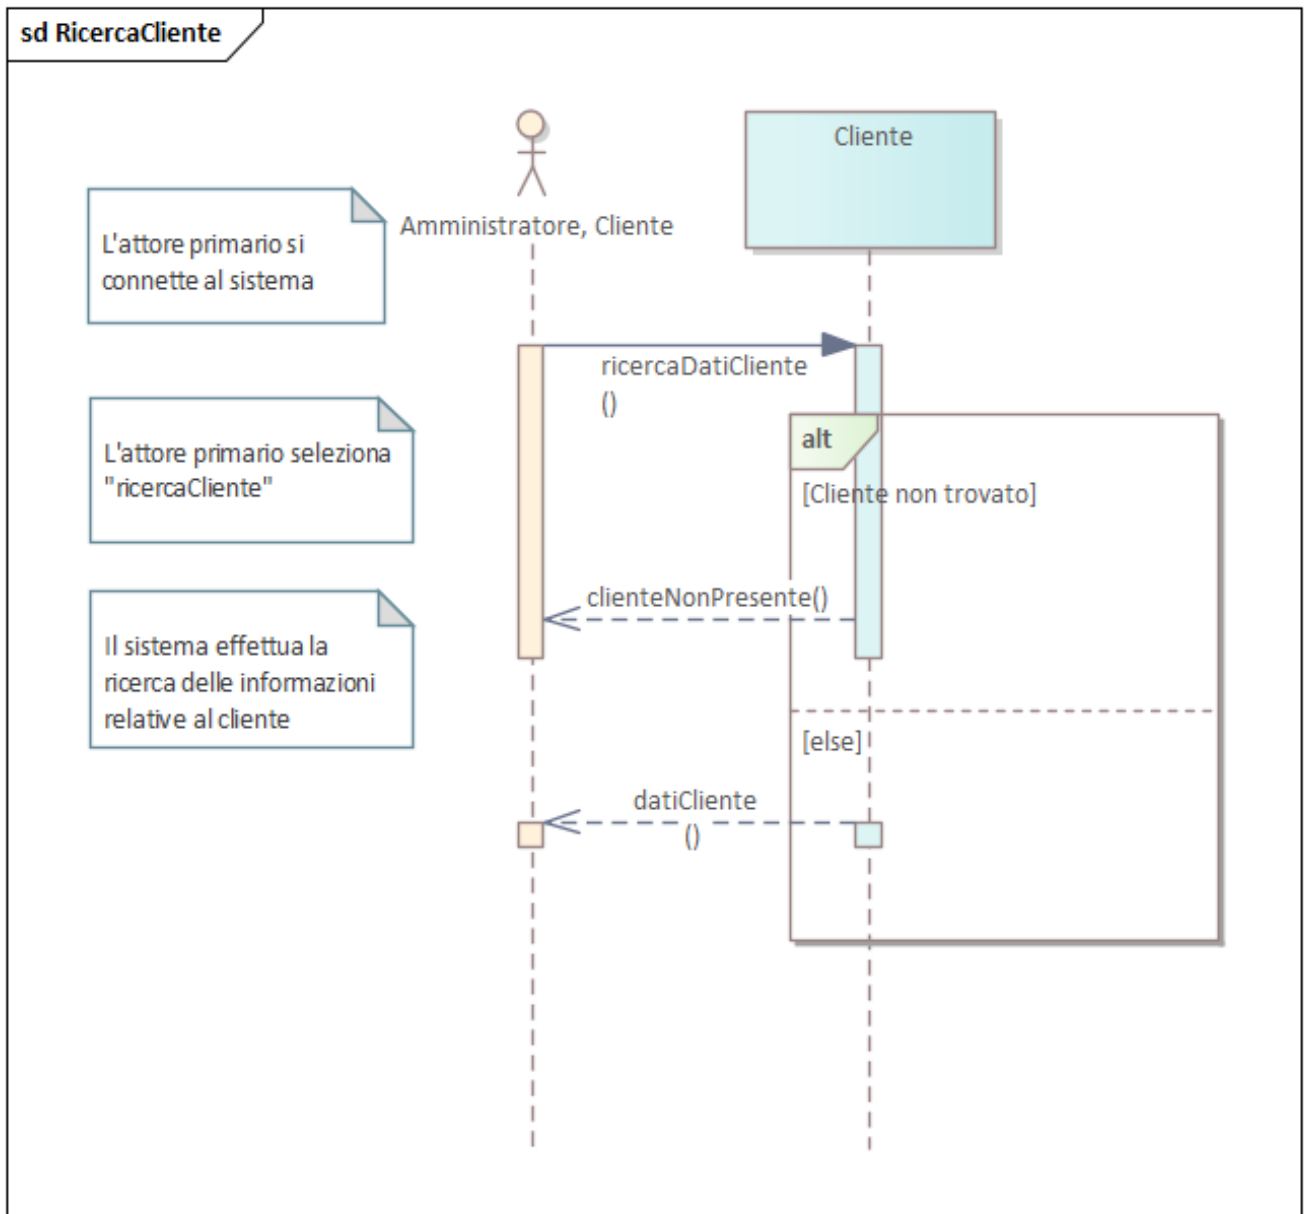 sd RicercaCliente
Amministratore, Cliente
Cliente
L'attore primario si
connette al sistema
ricercaDatiCliente
()
L'attore primario seleziona
"ricercaCliente"
alt
[Cliente non trovato]
clienteNonPresente()
Il sistema effettua la
ricerca delle informazioni
relative al cliente
[else]
datiCliente
()